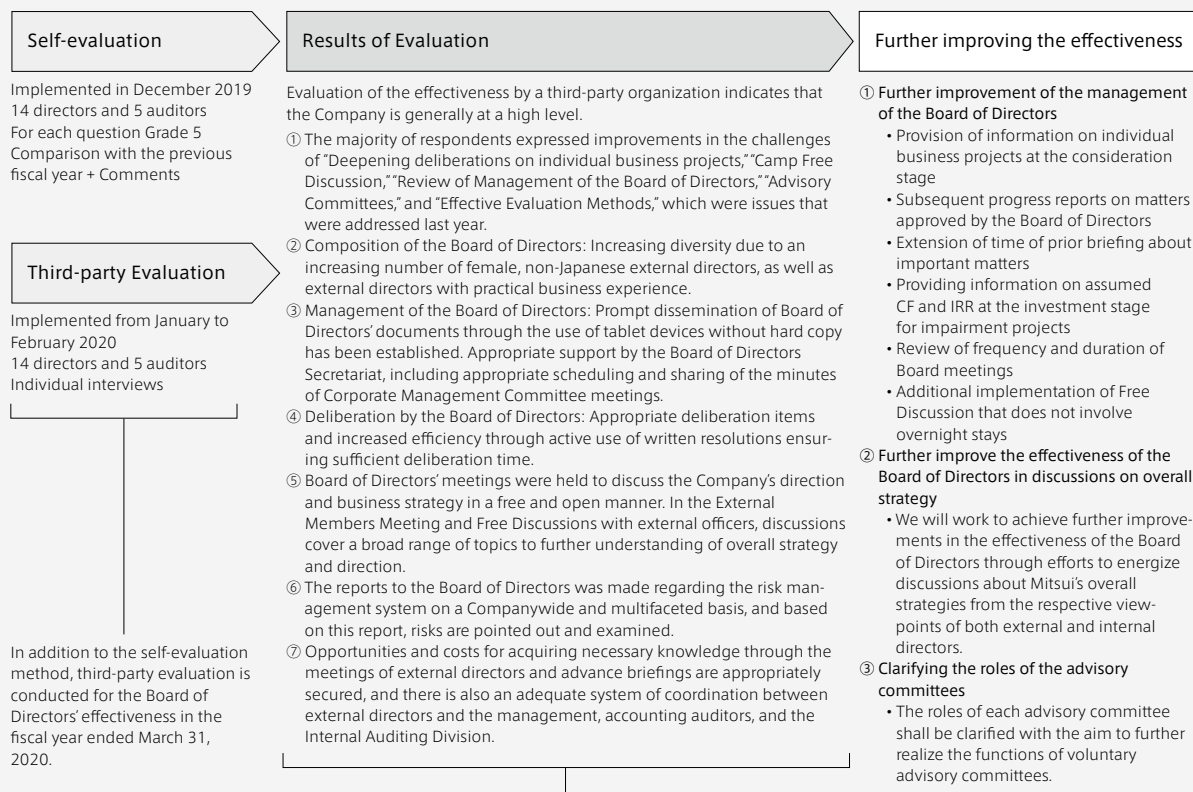 Self-evaluation
Implemented in December 2019
14 directors and 5 auditors
For each question Grade 5
Comparison with the previous
fiscal year + Comments
Third-party Evaluation
Implemented from January to
February 2020
14 directors and 5 auditors
Individual interviews
In addition to the self-evaluation
method, third-party evaluation is
conducted for the Board of
Directors’ effectiveness in the
fiscal year ended March 31,
2020.
Results of Evaluation
Evaluation of the effectiveness by a third-party organization indicates that
the Company is generally at a high level.
① The majority of respondents expressed improvements in the challenges
of “Deepening deliberations on individual business projects,” “Camp Free
Discussion,” “Review of Management of the Board of Directors,” “Advisory
Committees,” and “Effective Evaluation Methods,” which were issues that
were addressed last year.
② Composition of the Board of Directors: Increasing diversity due to an
increasing number of female, non-Japanese external directors, as well as
external directors with practical business experience.
③ Management of the Board of Directors: Prompt dissemination of Board of
Directors’ documents through the use of tablet devices without hard copy
has been established. Appropriate support by the Board of Directors
Secretariat, including appropriate scheduling and sharing of the minutes
of Corporate Management Committee meetings.
④ Deliberation by the Board of Directors: Appropriate deliberation items
and increased efficiency through active use of written resolutions ensur-
ing sufficient deliberation time.
⑤ Board of Directors’ meetings were held to discuss the Company’s direction
and business strategy in a free and open manner. In the External
Members Meeting and Free Discussions with external officers, discussions
cover a broad range of topics to further understanding of overall strategy
and direction.
⑥ The reports to the Board of Directors was made regarding the risk man-
agement system on a Companywide and multifaceted basis, and based
on this report, risks are pointed out and examined.
⑦ Opportunities and costs for acquiring necessary knowledge through the
meetings of external directors and advance briefings are appropriately
secured, and there is also an adequate system of coordination between
external directors and the management, accounting auditors, and the
Internal Auditing Division.
Further improving the effectiveness
① Further improvement of the management
of the Board of Directors
• Provision of information on individual
business projects at the consideration
stage
• Subsequent progress reports on matters
approved by the Board of Directors
• Extension of time of prior briefing about
important matters
• Providing information on assumed
CF and IRR at the investment stage
for impairment projects
• Review of frequency and duration of
Board meetings
• Additional implementation of Free
Discussion that does not involve
overnight stays
② Further improve the effectiveness of the
Board of Directors in discussions on overall
strategy
• We will work to achieve further improve-
ments in the effectiveness of the Board
of Directors through efforts to energize
discussions about Mitsui’s overall
strategies from the respective view-
points of both external and internal
directors.
③ Clarifying the roles of the advisory
committees
• The roles of each advisory committee
shall be clarified with the aim to further
realize the functions of voluntary
advisory committees.